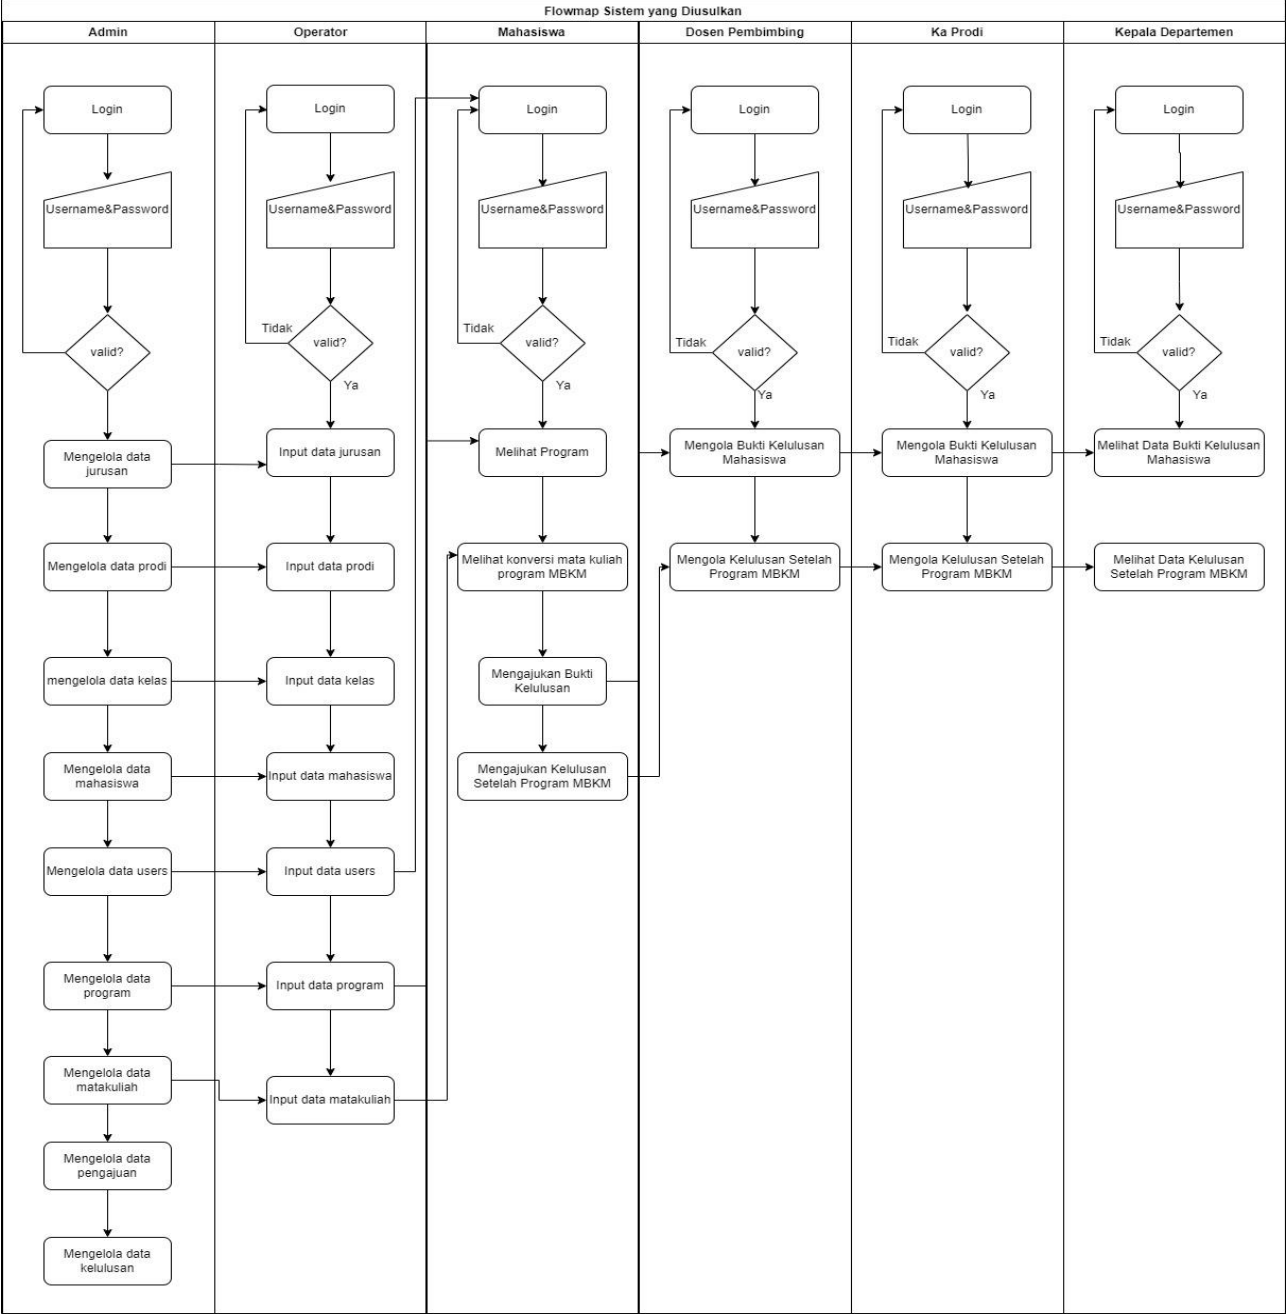 Flowmap Sistem yang Diusulkan
Admin
Operator
Mahasiswa
Dosen Pembimbing
Ka Prodi
Kepala Departemen
Login
Username&Password
valid?
Mengelola data
jurusan
Mengelola data prodi
mengelola data kelas
Mengelola data
mahasiswa
Mengelola data users
Mengelola data
program
Mengelola data
matakuliah
Mengelola data
pengajuan
Mengelola data
kelulusan
Login
Username&Password
Tidak
valid?
Ya
Input data jurusan
Input data prodi
Input data kelas
Input data mahasiswa
Input data users
Input data program
Input data matakuliah
Login
Username&Password
Tidak
valid?
Ya
Melihat Program
Melihat konversi mata kuliah
program MBKM
Mengajukan Bukti
Kelulusan
Mengajukan Kelulusan
Setelah Program MBKM
Login
Username&Password
Tidak
valid?
Ya
Mengola Bukti Kelulusan
Mahasiswa
Mengola Kelulusan Setelah
Program MBKM
Login
Username&Password
Tidak
valid?
Ya
Mengola Bukti Kelulusan
Mahasiswa
Mengola Kelulusan Setelah
Program MBKM
Login
Username&Password
Tidak
valid?
Ya
Melihat Data Bukti Kelulusan
Mahasiswa
Melihat Data Kelulusan
Setelah Program MBKM